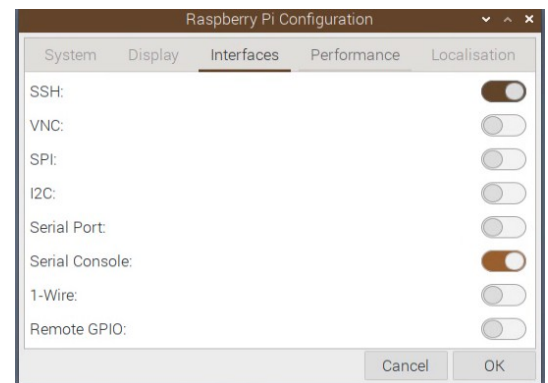 Raspberry Pi Configuration
System Display Interfaces Performance Localisation
SSH:
VNC:
SPI:
I2C:
Serial Port:
Serial Console:
1-Wire:
Remote GPIO:
Cancel OK